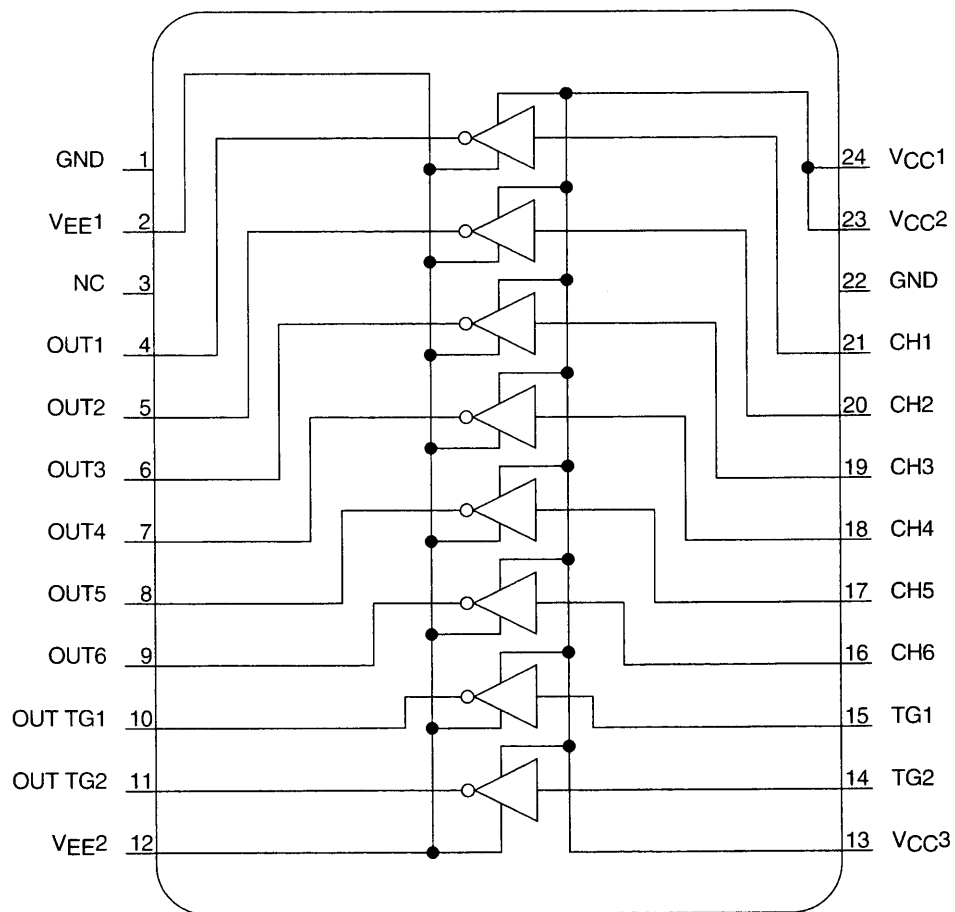 GND 1
VEE1 2
NC 3
OUT1 4
OUT2 5
OUT3 6
OUT4 7
OUT5 8
OUT6 9
OUT TG1 10
OUT TG2 11
VEE2 12
24 VCC1
23 VCC2
22 GND
21 CH1
20 CH2
19 CH3
18 CH4
17 CH5
16 CH6
15 TG1
14 TG2
13 VCC3